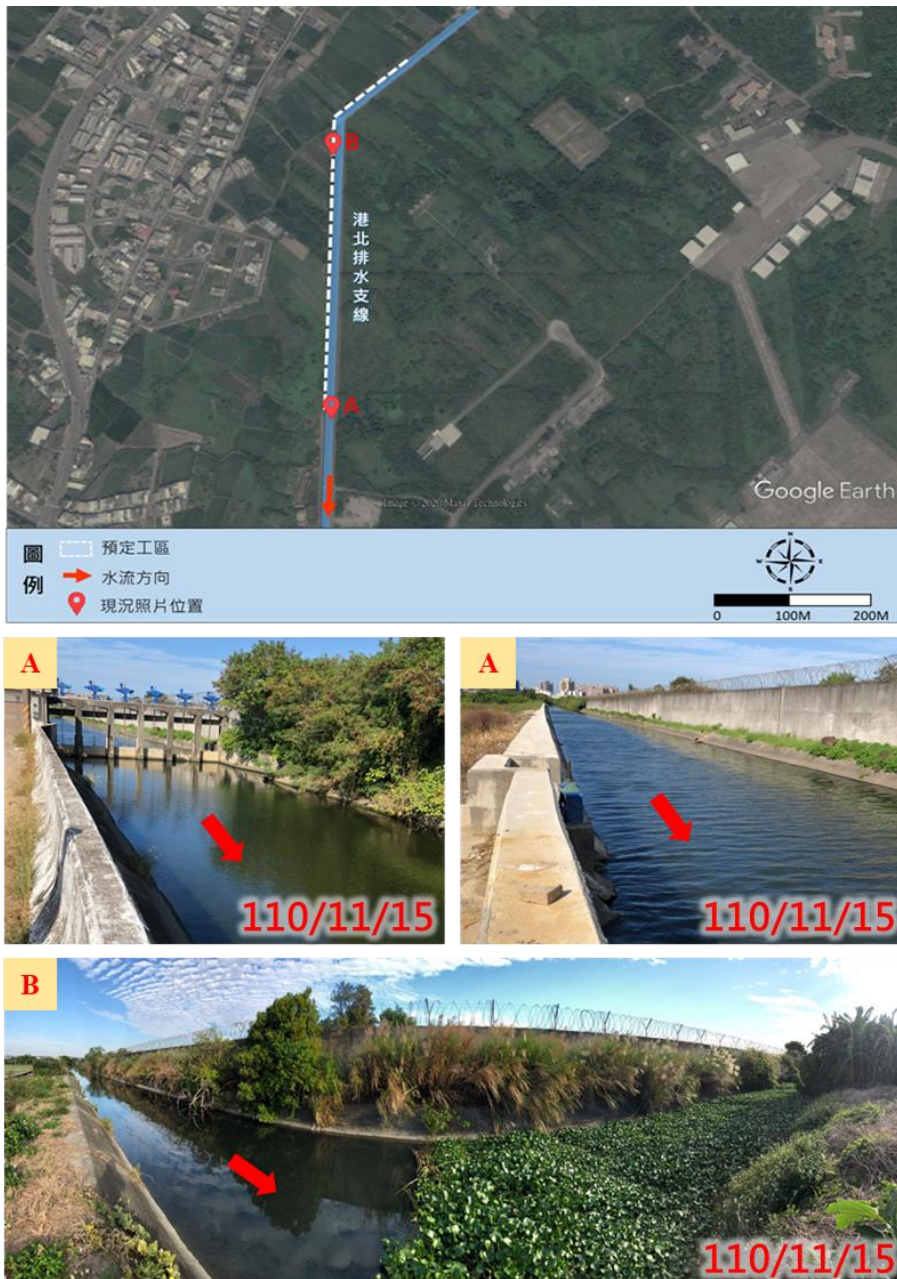 B
港北排水支線
A
Image © 2020 Maxar Technologies
Google Earth
圖例
預定工區
水流方向
現況照片位置
N
W
E
S
0
100M
200M
A
110/11/15
A
110/11/15
B
110/11/15